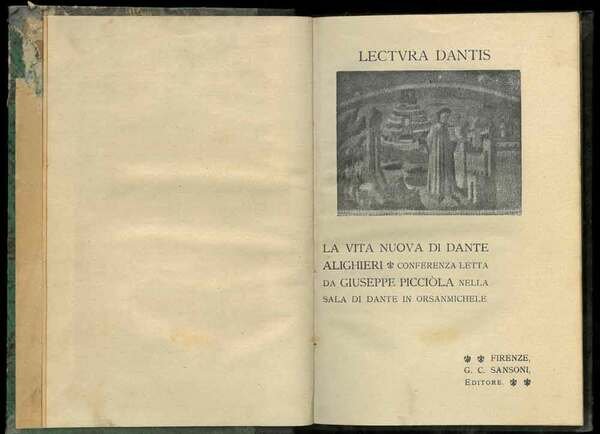 LECTVRA DANTIS
LA VITA NUOVA DI DANTE
ALIGHIERI ❦ CONFERENZA LETTA
DA GIUSEPPE PICCIÒLA NELLA
SALA DI DANTE IN ORSANMICHELE
❦ ❦ FIRENZE,
G. C. SANSONI,
EDITORE. ❦ ❦